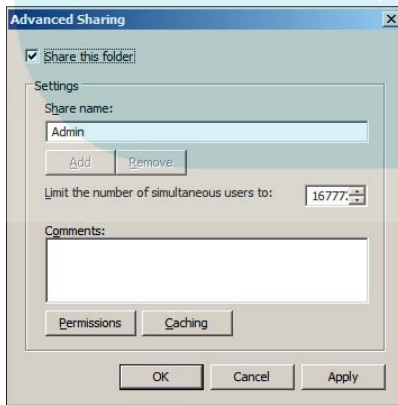 Advanced Sharing
Share this folder
Settings
Share name:
Admin
Add Remove
Limit the number of simultaneous users to: 16777
Comments:
Permissions Caching
OK Cancel Apply